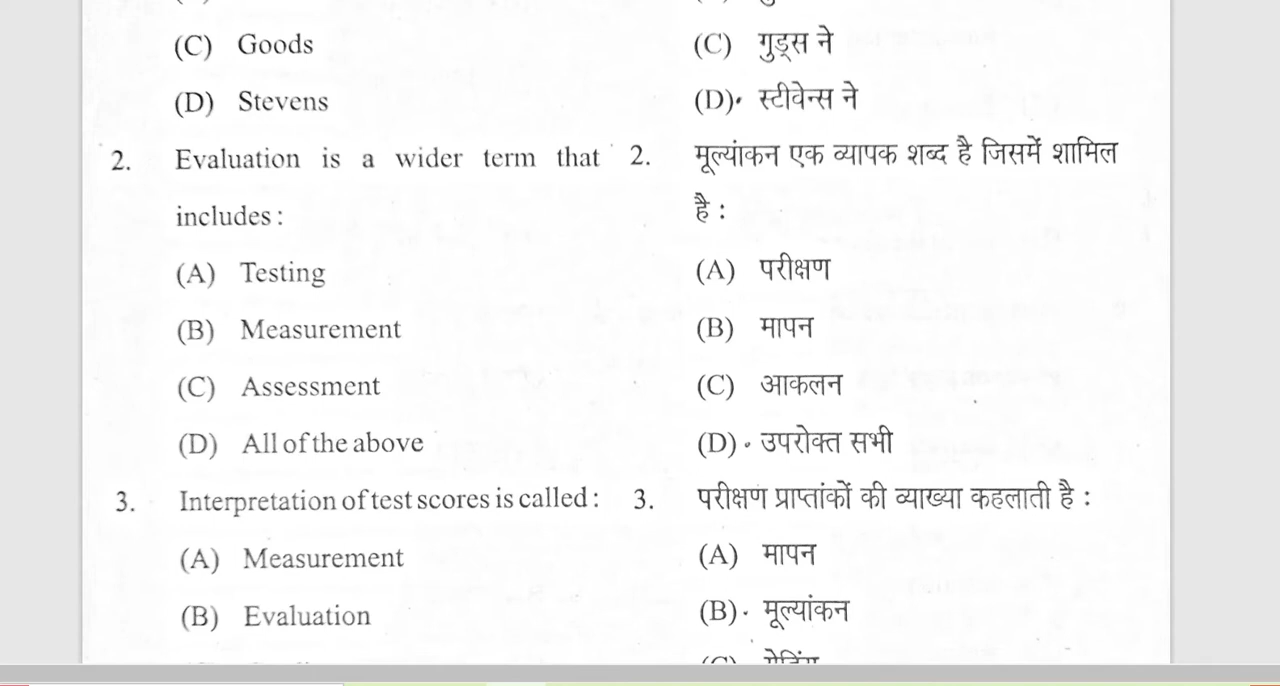 (C) Goods
(D) Stevens
2. Evaluation is a wider term that
includes :
(A) Testing
(B) Measurement
(C) Assessment
(D) All of the above
3. Interpretation of test scores is called :
(A) Measurement
(B) Evaluation
(C) गुड्स ने
(D) स्टीवेन्स ने
2. मूल्यांकन एक व्यापक शब्द है जिसमें शामिल
है :
(A) परीक्षण
(B) मापन
(C) आकलन
(D) उपरोक्त सभी
3. परीक्षण प्राप्तांकों की व्याख्या कहलाती है :
(A) मापन
(B) मूल्यांकन